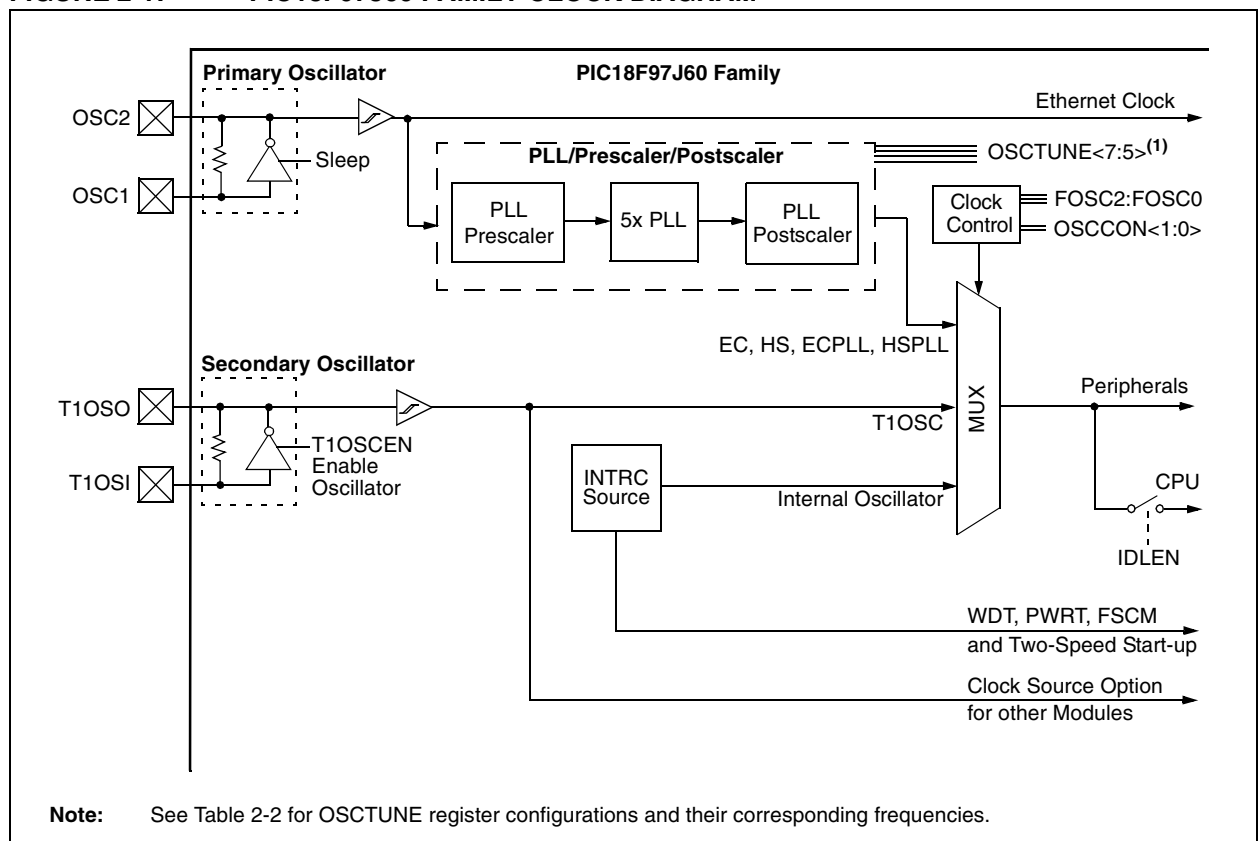 Primary Oscillator
PIC18F97J60 Family
OSC2
Ethernet Clock
Sleep
PLL/Prescaler/Postscaler
OSCTUNE<7:5>(1)
OSC1
PLL
Prescaler
5x PLL
PLL
Postscaler
Clock
Control
FOSC2:FOSC0
OSCCON<1:0>
EC, HS, ECPLL, HSPLL
Secondary Oscillator
MUX
Peripherals
T1OSO
T1OSC
T1OSCEN
Enable
Oscillator
T1OSI
INTRC
Source
Internal Oscillator
CPU
IDLEN
WDT, PWRT, FSCM
and Two-Speed Start-up
Clock Source Option
for other Modules
Note: See Table 2-2 for OSCTUNE register configurations and their corresponding frequencies.